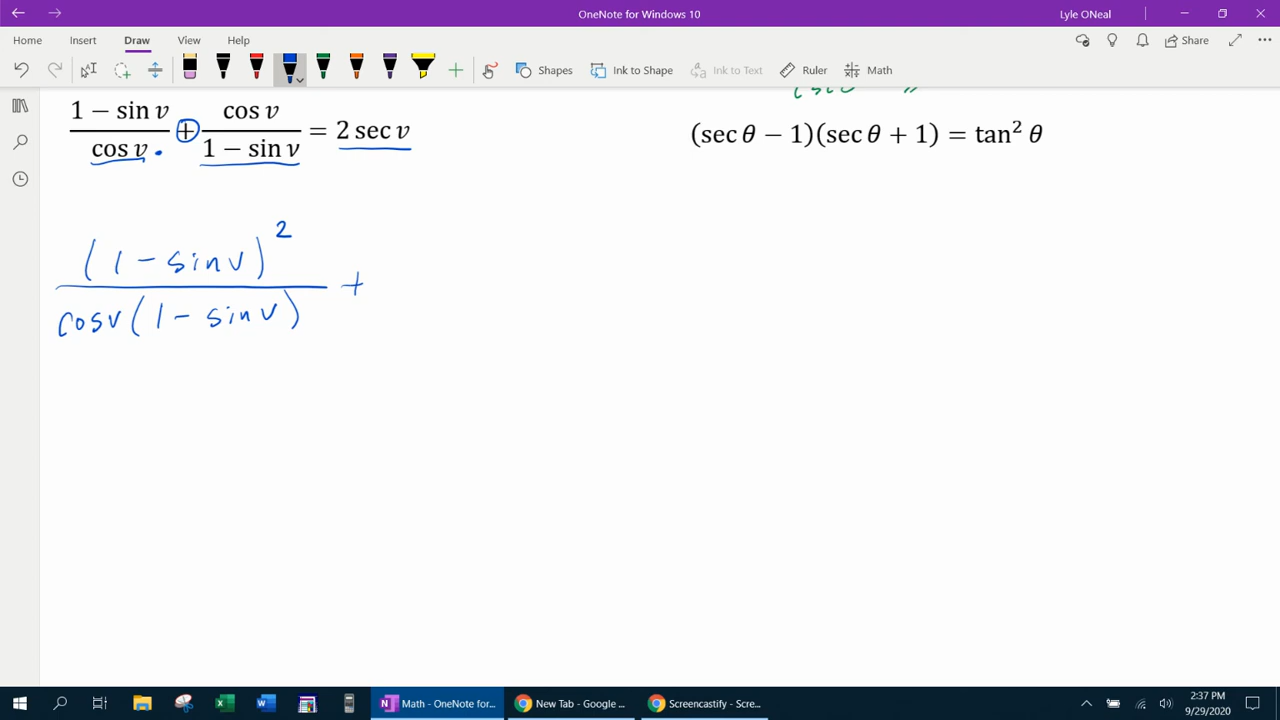 OneNote for Windows 10
Lyle ONeal
Home Insert Draw View Help
Share
Shapes Ink to Shape Ink to Text Ruler Math
(1 − sin v)/(cos v) + (cos v)/(1 − sin v) = 2 sec v
(sec θ − 1)(sec θ + 1) = tan² θ
(1 - sin v)² / cos v (1 - sin v) +
Math - OneNote for...
New Tab - Google ...
Screencastify - Scre...
2:37 PM
9/29/2020